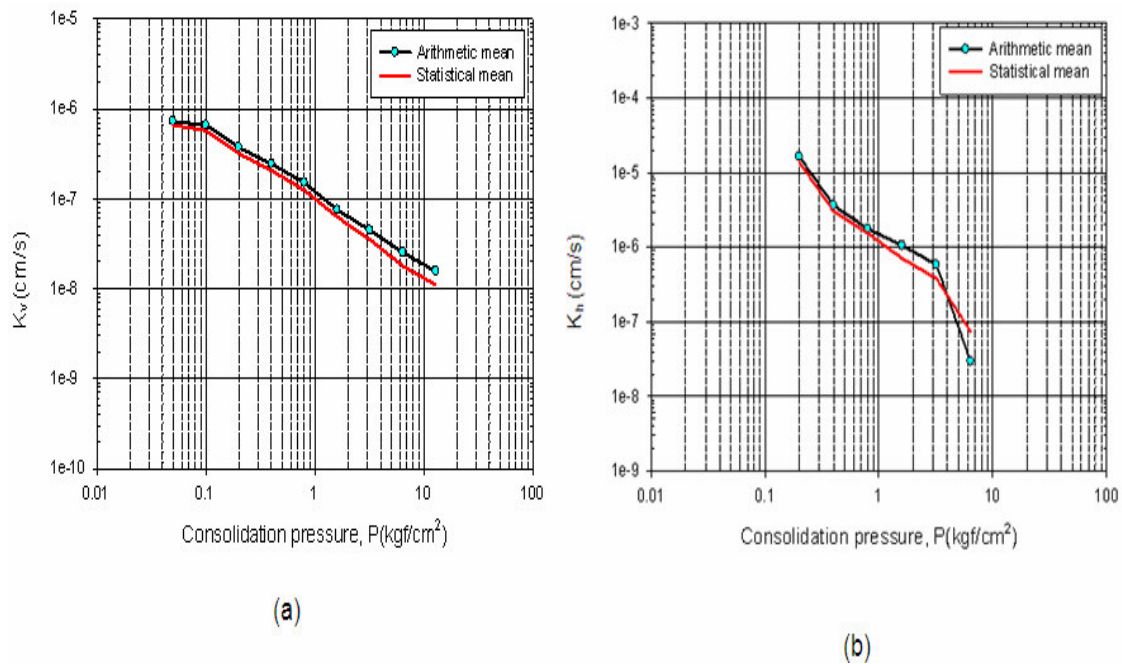 1e-5
1e-6
1e-7
1e-8
1e-9
1e-10
K_v (cm/s)
Arithmetic mean
Statistical mean
0.01 0.1 1 10 100
Consolidation pressure, P(kgf/cm²)
(a)
1e-3
1e-4
1e-5
1e-6
1e-7
1e-8
1e-9
K_h (cm/s)
Arithmetic mean
Statistical mean
0.01 0.1 1 10 100
Consolidation pressure, P(kgf/cm²)
(b)